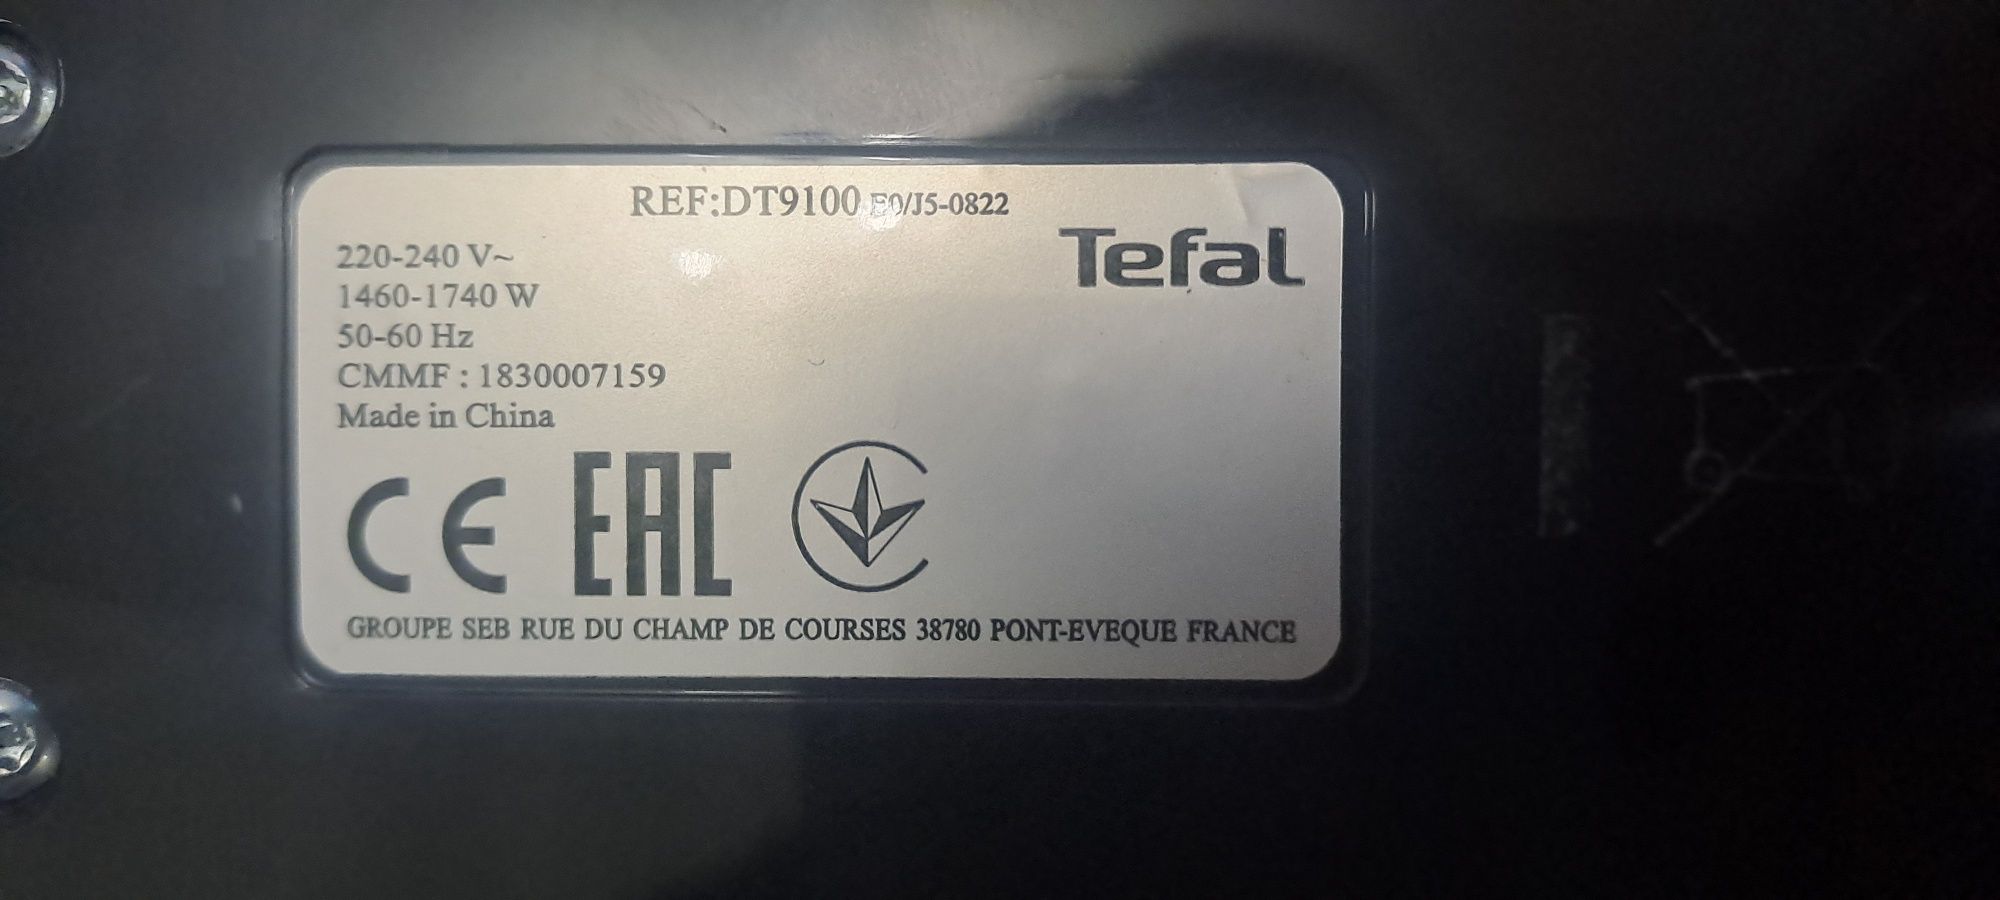 REF:DT9100 E0/J5-0822
Tefal
220-240 V~
1460-1740 W
50-60 Hz
CMMF : 1830007159
Made in China
CE EAC
GROUPE SEB RUE DU CHAMP DE COURSES 38780 PONT-EVEQUE FRANCE